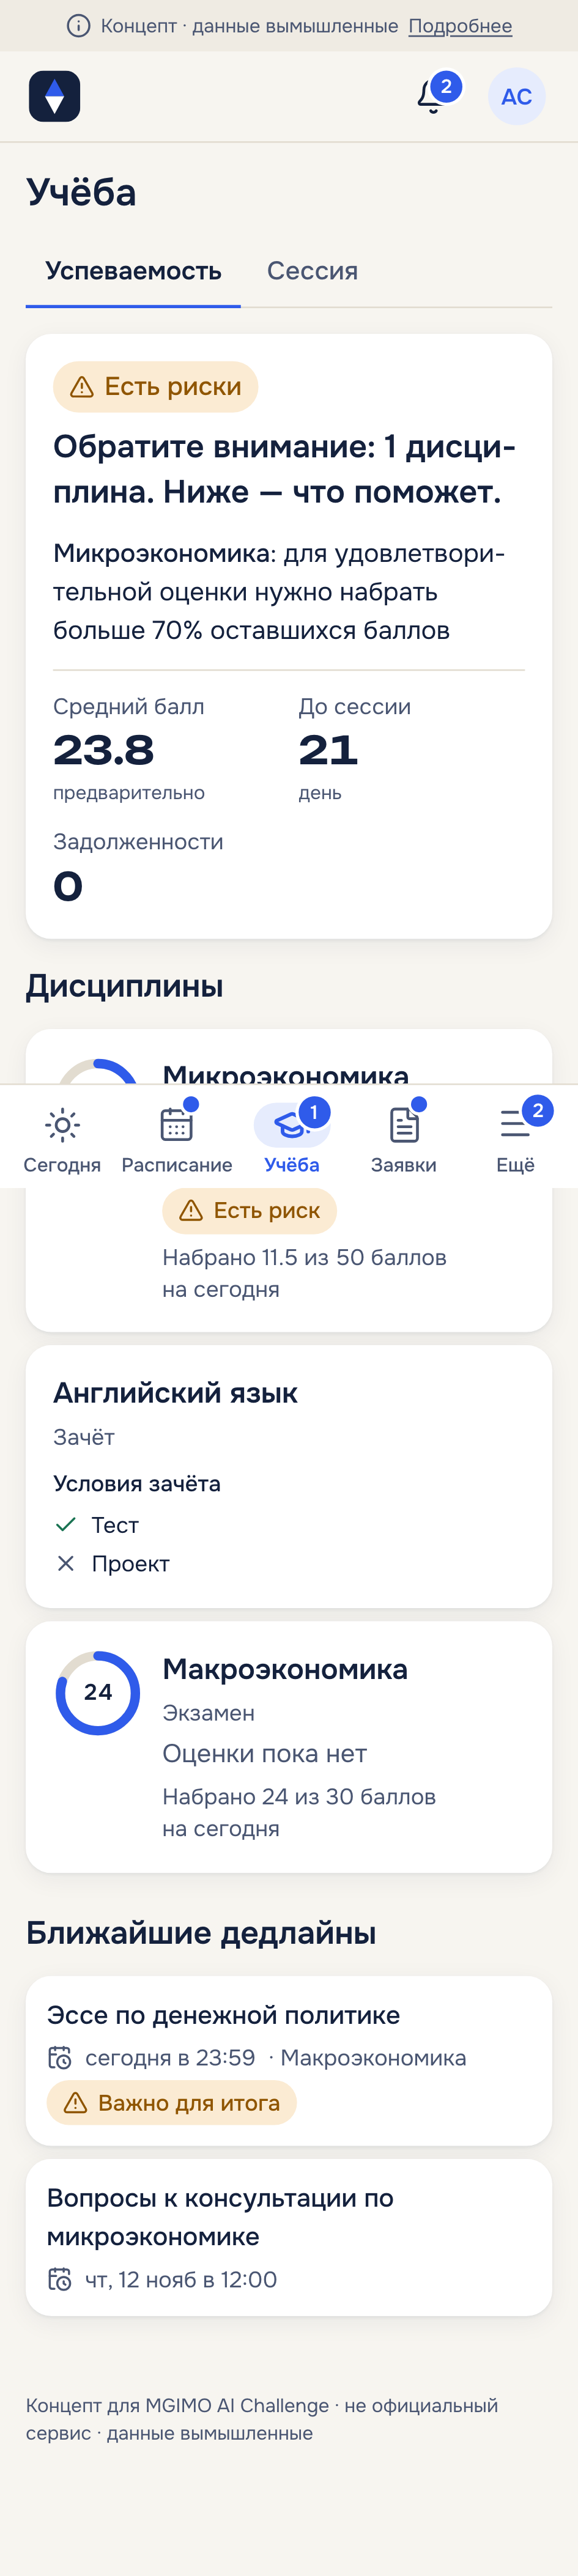 Концепт · данные вымышленные Подробнее
2
АС
Учёба
Успеваемость
Сессия
Есть риски
Обратите внимание: 1 дисци-
плина. Ниже — что поможет.
Микроэкономика: для удовлетвори-
тельной оценки нужно набрать
больше 70% оставшихся баллов
Средний балл
23.8
предварительно
До сессии
21
день
Задолженности
0
Дисциплины
Микроэкономика
Сегодня
Расписание
1
Учёба
Заявки
2
Ещё
Есть риск
Набрано 11.5 из 50 баллов
на сегодня
Английский язык
Зачёт
Условия зачёта
Тест
Проект
24
Макроэкономика
Экзамен
Оценки пока нет
Набрано 24 из 30 баллов
на сегодня
Ближайшие дедлайны
Эссе по денежной политике
сегодня в 23:59 · Макроэкономика
Важно для итога
Вопросы к консультации по
микроэкономике
чт, 12 нояб в 12:00
Концепт для MGIMO AI Challenge · не официальный
сервис · данные вымышленные